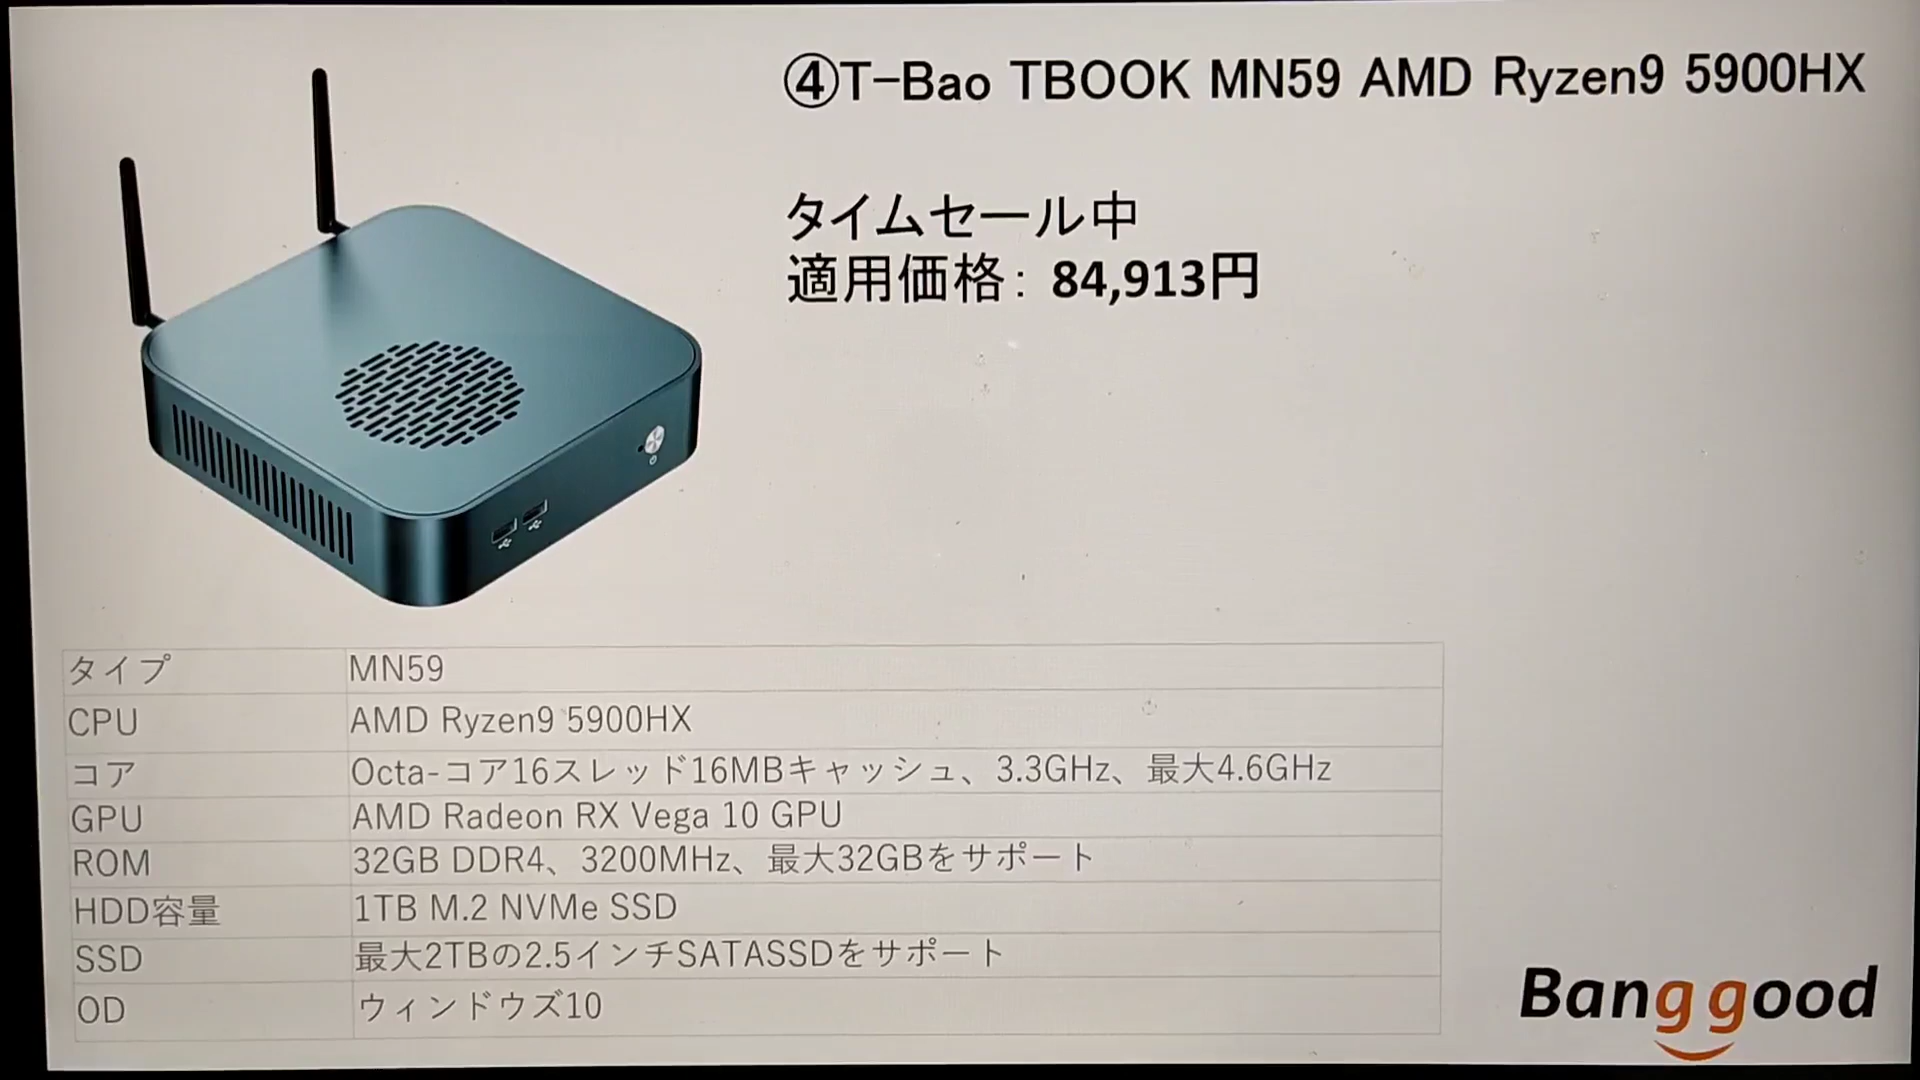 ④T-Bao TBOOK MN59 AMD Ryzen9 5900HX
タイムセール中
適用価格: 84,913円
タイプ MN59
CPU AMD Ryzen9 5900HX
コア Octa-コア16スレッド16MBキャッシュ、3.3GHz、最大4.6GHz
GPU AMD Radeon RX Vega 10 GPU
ROM 32GB DDR4、3200MHz、最大32GBをサポート
HDD容量 1TB M.2 NVMe SSD
SSD 最大2TBの2.5インチSATASSDをサポート
OD ウィンドウズ10
Banggood